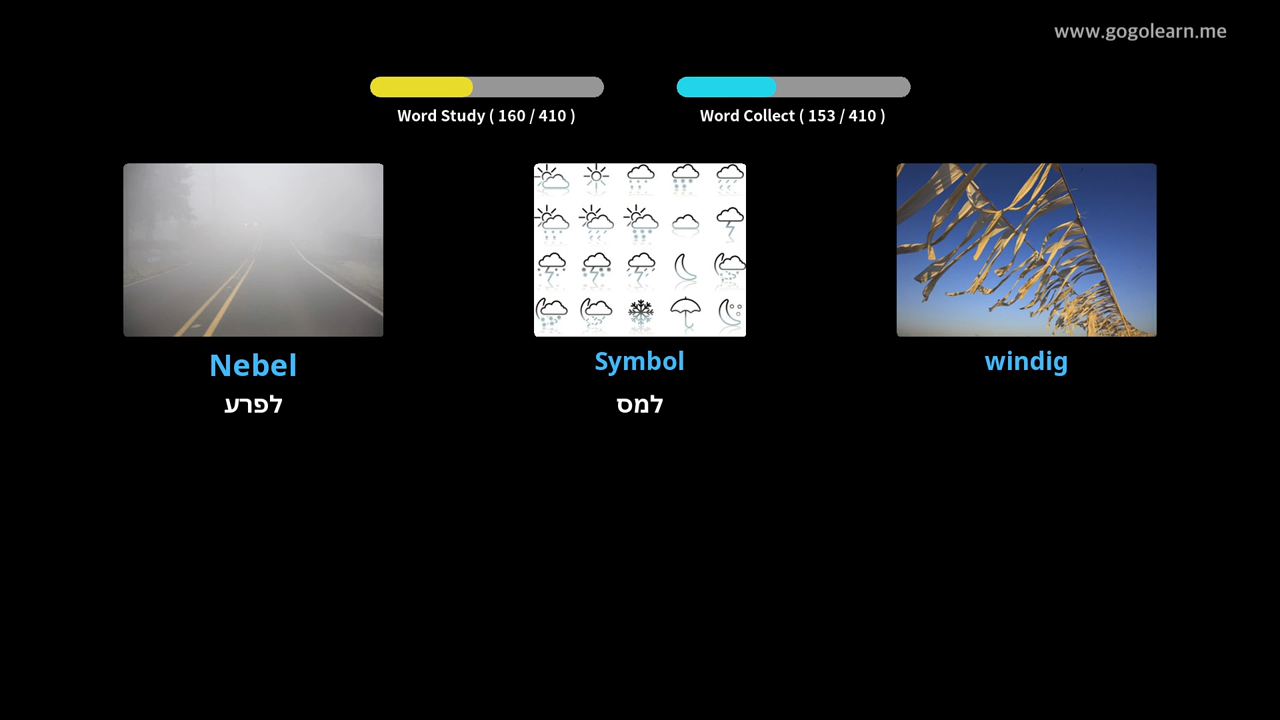 www.gogolearn.me
Word Study ( 160 / 410 )
Word Collect ( 153 / 410 )
Nebel
לפרע
Symbol
למס
windig